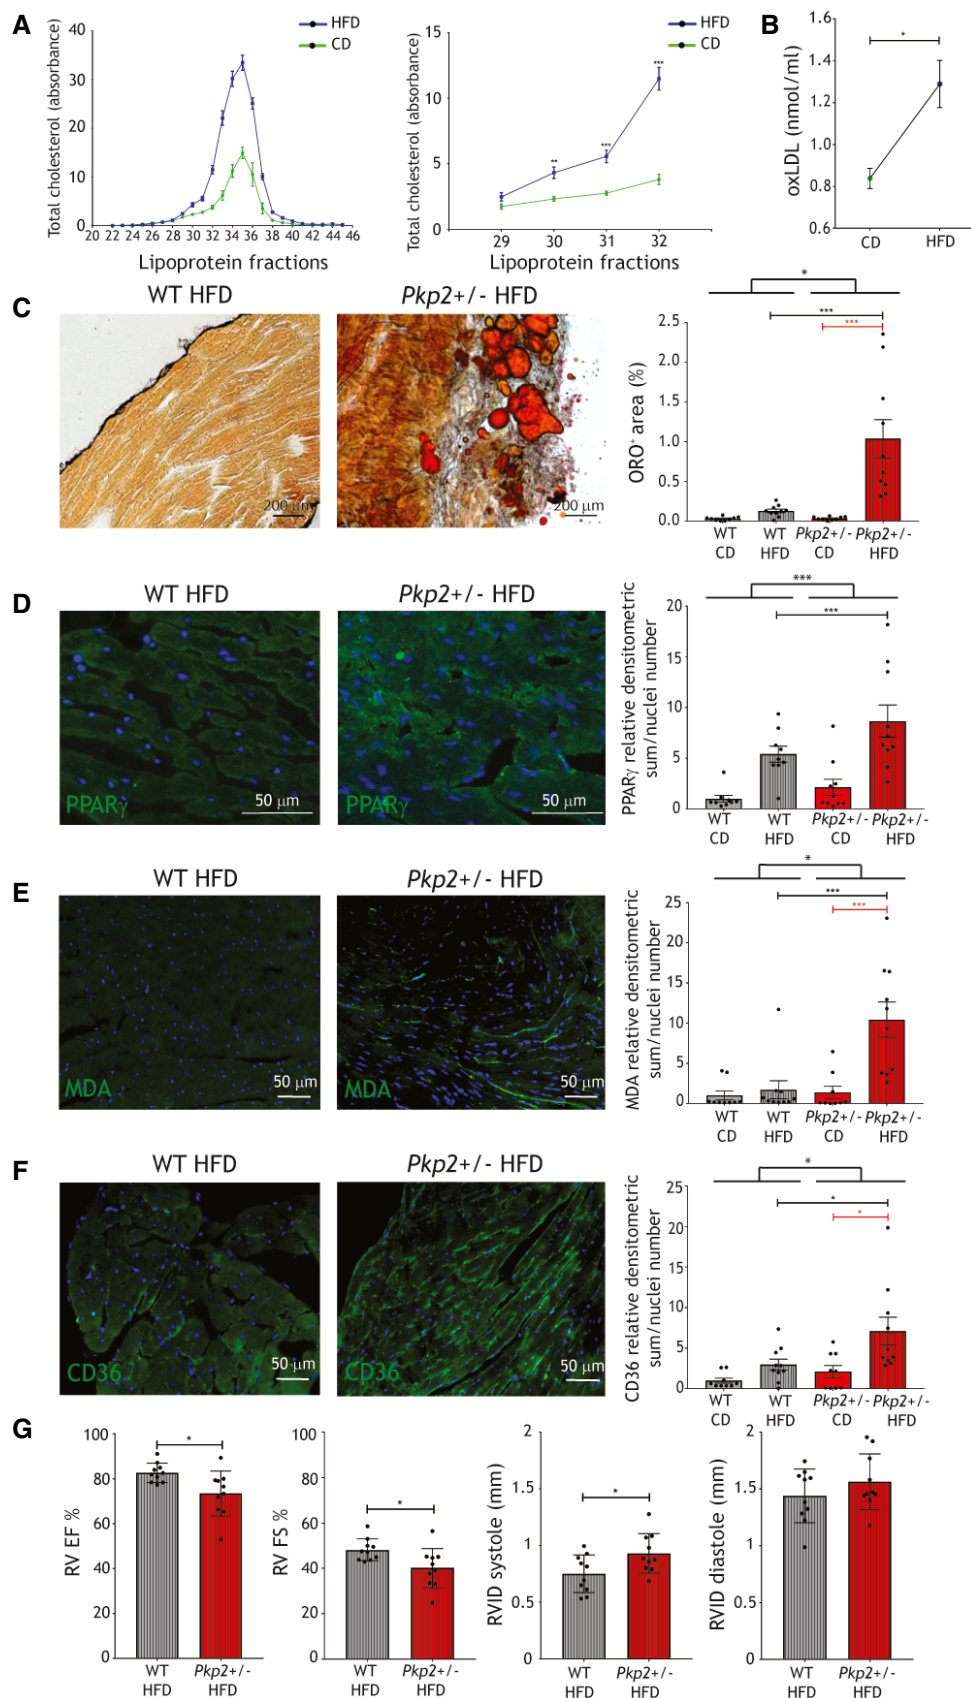 A
HFD
CD
Total cholesterol (absorbance)
40
30
20
10
0
20 22 24 26 28 30 32 34 36 38 40 42 44 46
Lipoprotein fractions
HFD
CD
Total cholesterol (absorbance)
15
10
5
0
** *** ***
29 30 31 32
Lipoprotein fractions
B
oxLDL (nmol/ml)
1.6
1.4
1.2
1.0
0.8
0.6
*
CD HFD
C
WT HFD
200 μm
Pkp2+/- HFD
200 μm
ORO+ area (%)
*
***
***
2.5
2.0
1.5
1.0
0.5
0.0
WT WT Pkp2+/- Pkp2+/-
CD HFD CD HFD
D
WT HFD
PPARγ
50 μm
Pkp2+/- HFD
PPARγ
50 μm
PPARγ relative densitometric
sum/nuclei number
***
***
20
15
10
5
0
WT WT Pkp2+/- Pkp2+/-
CD HFD CD HFD
E
WT HFD
MDA
50 μm
Pkp2+/- HFD
MDA
50 μm
MDA relative densitometric
sum/nuclei number
*
***
***
25
20
15
10
5
0
WT WT Pkp2+/- Pkp2+/-
CD HFD CD HFD
F
WT HFD
CD36
50 μm
Pkp2+/- HFD
CD36
50 μm
CD36 relative densitometric
sum/nuclei number
*
*
*
25
20
15
10
5
0
WT WT Pkp2+/- Pkp2+/-
CD HFD CD HFD
G
RV EF %
100
80
60
40
20
0
*
WT Pkp2+/-
HFD HFD
RV FS %
100
80
60
40
20
0
*
WT Pkp2+/-
HFD HFD
RVID systole (mm)
2
1.5
1
0.5
0
*
WT Pkp2+/-
HFD HFD
RVID diastole (mm)
2
1.5
1
0.5
0
WT Pkp2+/-
HFD HFD